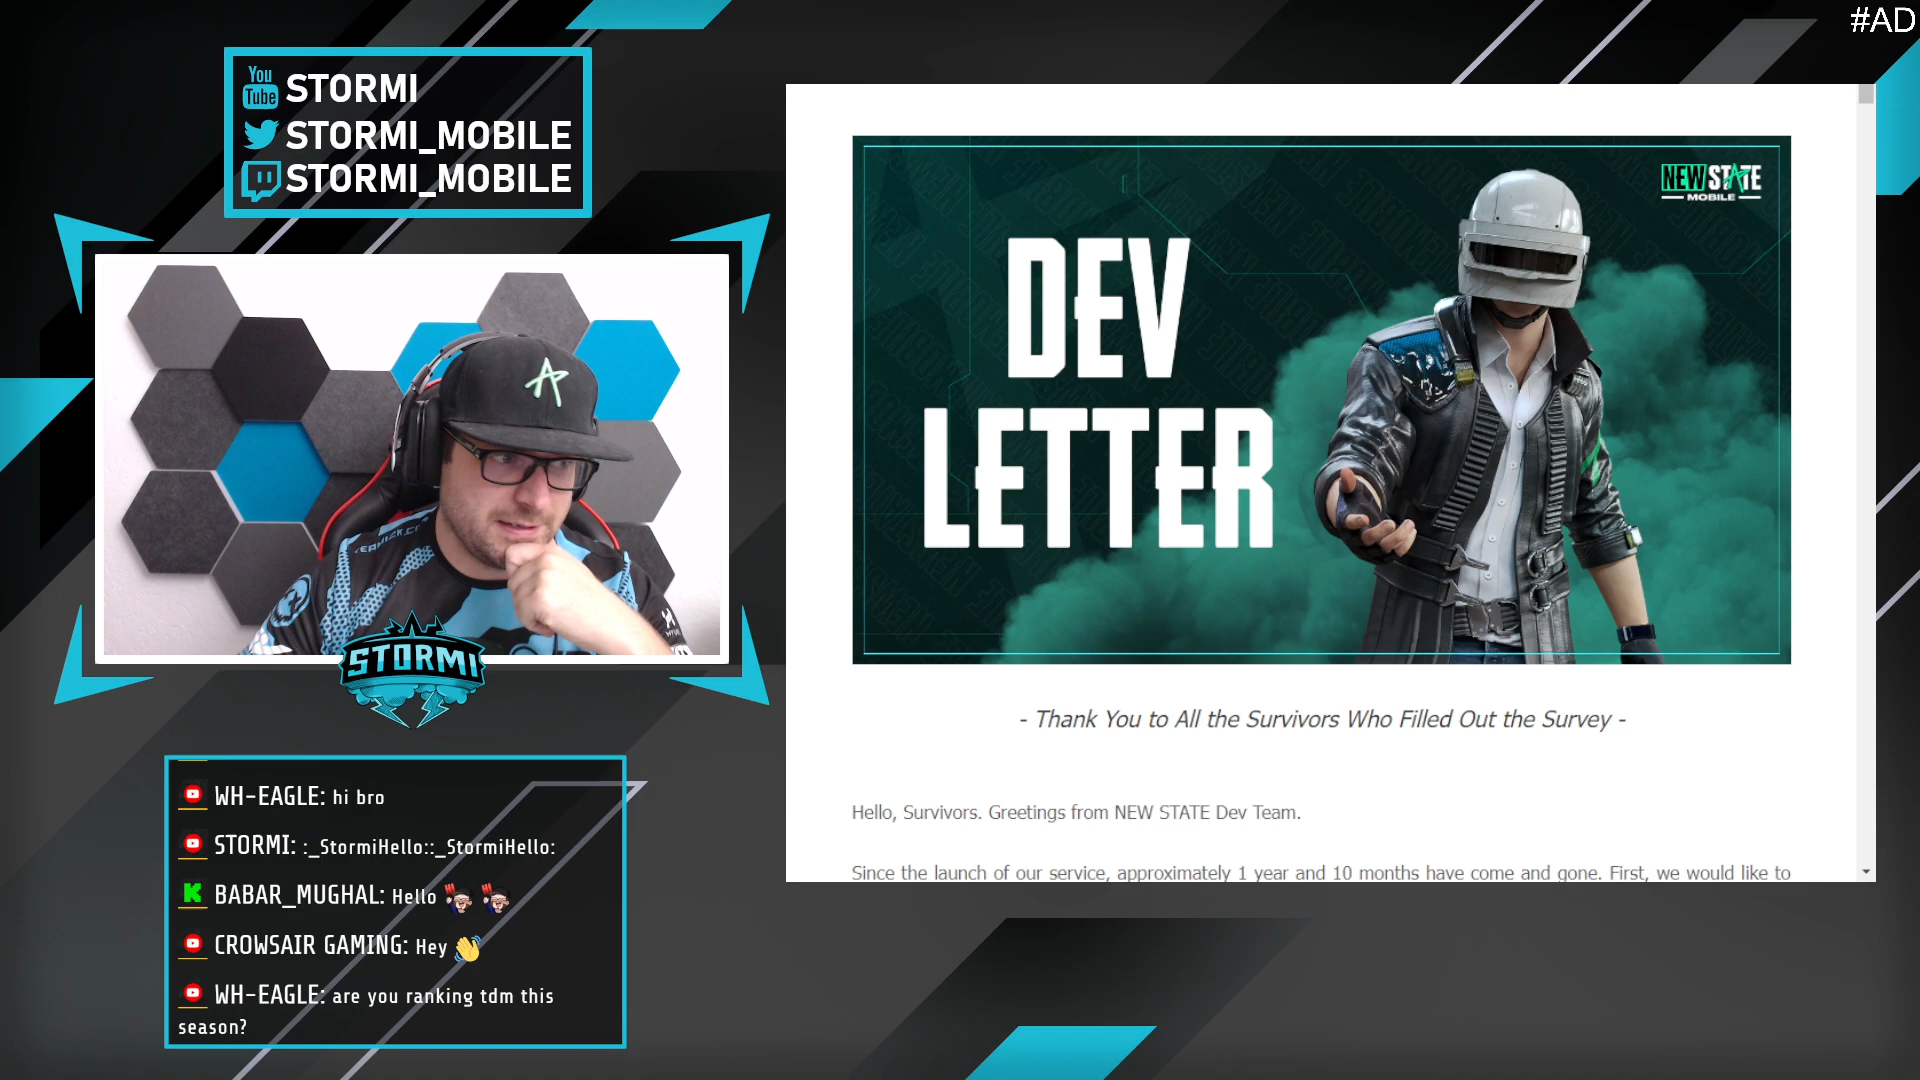 #AD
You
Tube
STORMI
STORMI_MOBILE
STORMI_MOBILE
NEW STATE
MOBILE
DEV
LETTER
STORMI
- Thank You to All the Survivors Who Filled Out the Survey -
Hello, Survivors. Greetings from NEW STATE Dev Team.
Since the launch of our service, approximately 1 year and 10 months have come and gone. First, we would like to
WH-EAGLE: hi bro
STORMI: :_StormiHello::_StormiHello:
BABAR_MUGHAL: Hello
CROWSAIR GAMING: Hey 👋
WH-EAGLE: are you ranking tdm this
season?